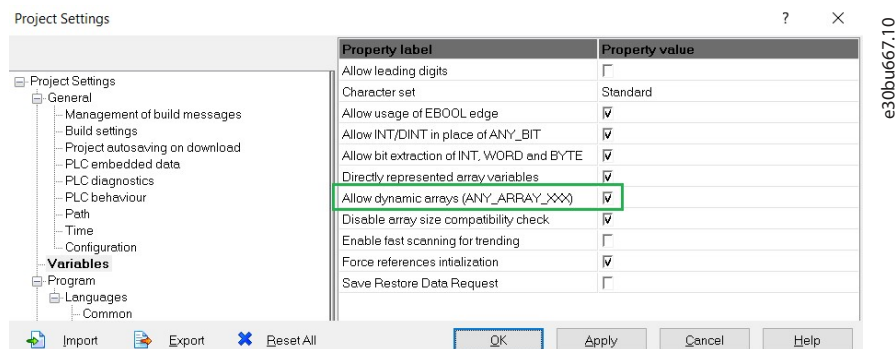 Project Settings ? ×
Property label Property value
Allow leading digits
Character set Standard
Allow usage of EBOOL edge
Allow INT/DINT in place of ANY_BIT
Allow bit extraction of INT, WORD and BYTE
Directly represented array variables
Allow dynamic arrays (ANY_ARRAY_XXX)
Disable array size compatibility check
Enable fast scanning for trending
Force references intialization
Save Restore Data Request
Project Settings
General
Management of build messages
Build settings
Project autosaving on download
PLC embedded data
PLC diagnostics
PLC behaviour
Path
Time
Configuration
Variables
Program
Languages
Common
Import Export Reset All OK Apply Cancel Help
e30bu667.10